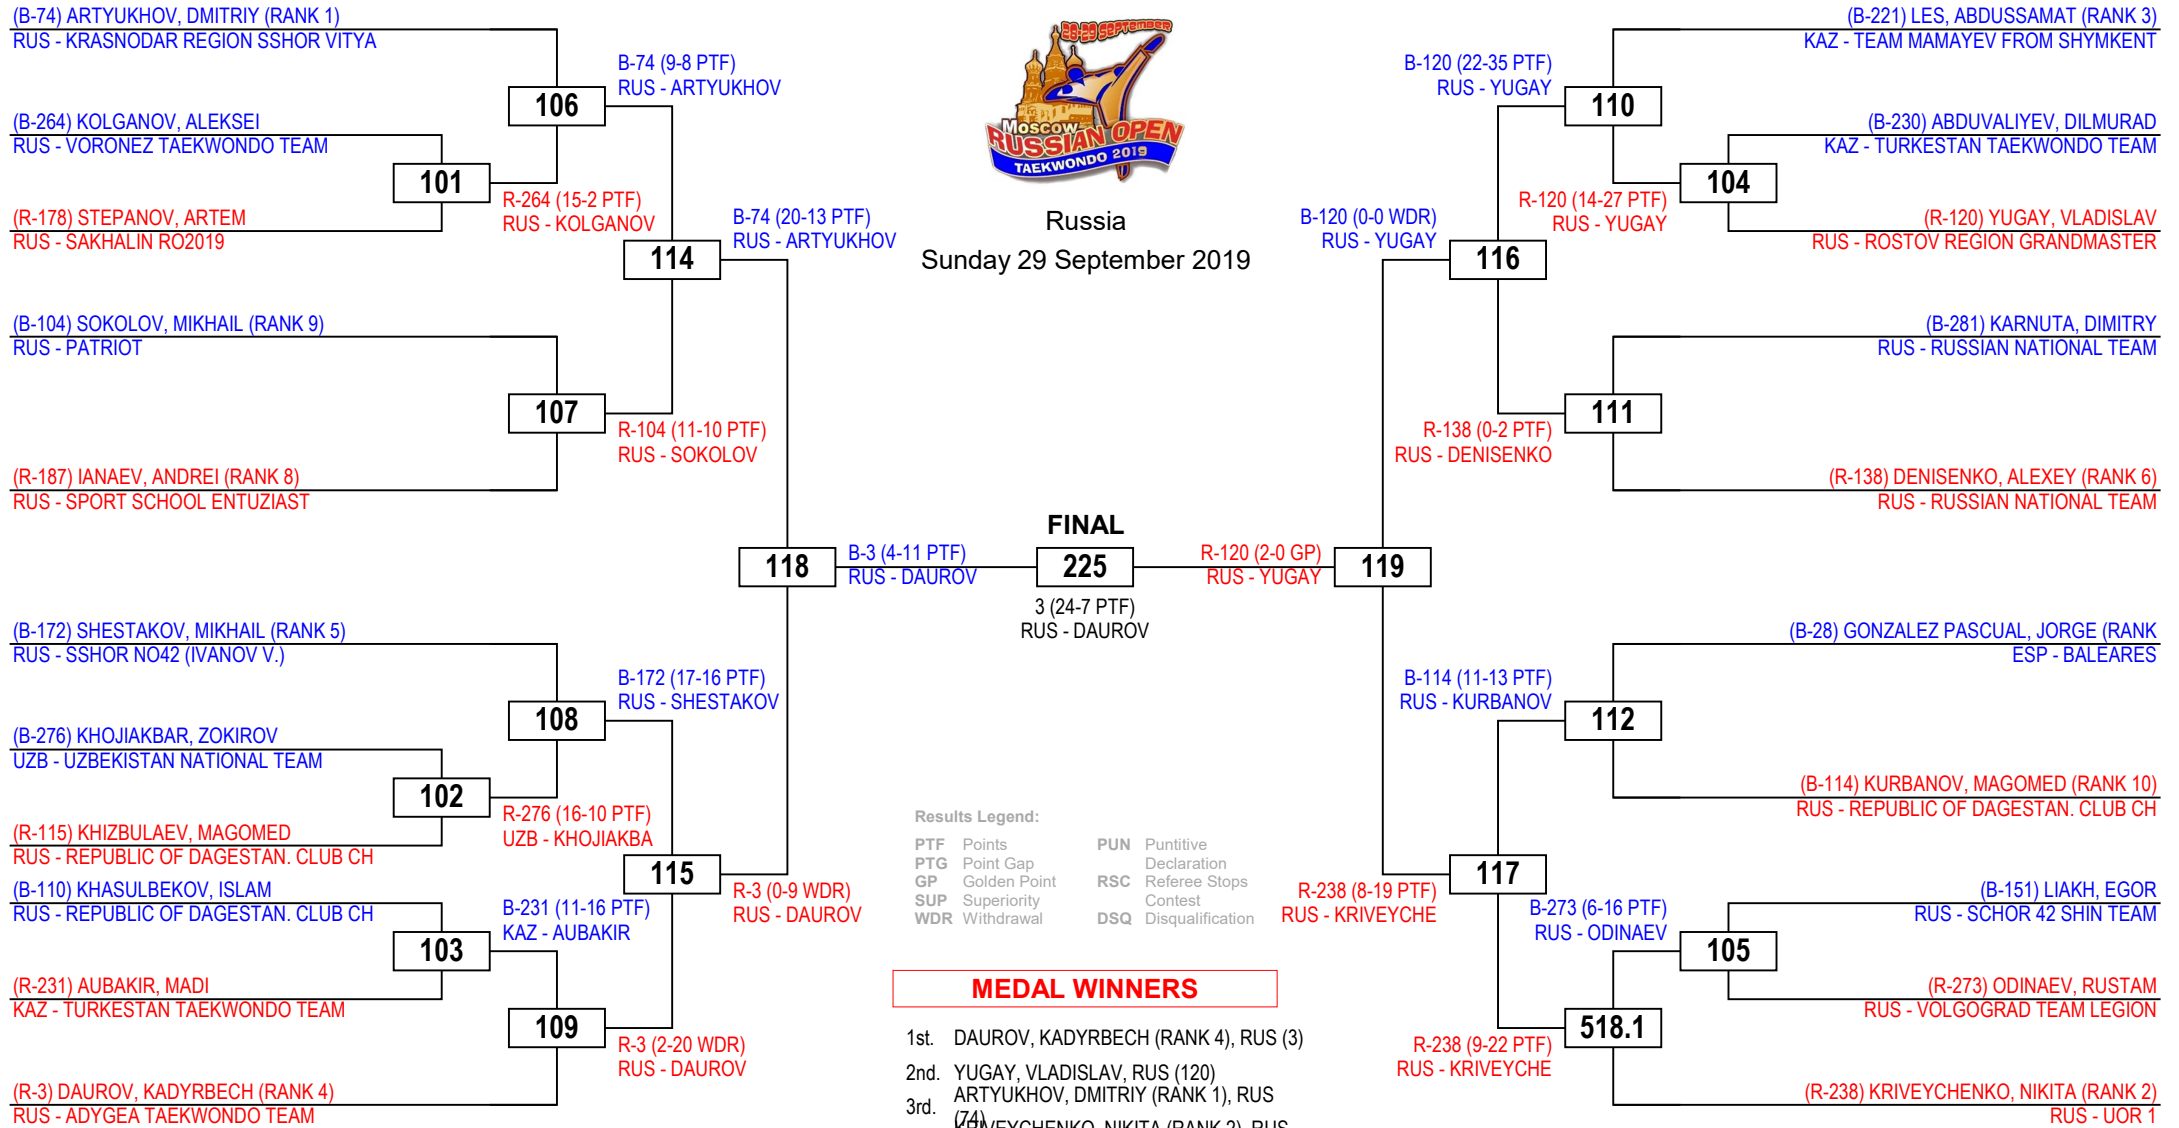 (B-74) ARTYUKHOV, DMITRIY (RANK 1)
RUS - KRASNODAR REGION SSHOR VITYA
B-74 (9-8 PTF)
RUS - ARTYUKHOV
106
(B-264) KOLGANOV, ALEKSEI
RUS - VORONEZ TAEKWONDO TEAM
101
R-264 (15-2 PTF)
RUS - KOLGANOV
(R-178) STEPANOV, ARTEM
RUS - SAKHALIN RO2019
B-74 (20-13 PTF)
RUS - ARTYUKHOV
114
(B-104) SOKOLOV, MIKHAIL (RANK 9)
RUS - PATRIOT
107
R-104 (11-10 PTF)
RUS - SOKOLOV
(R-187) IANAEV, ANDREI (RANK 8)
RUS - SPORT SCHOOL ENTUZIAST
118
B-3 (4-11 PTF)
RUS - DAUROV
(B-172) SHESTAKOV, MIKHAIL (RANK 5)
RUS - SSHOR NO42 (IVANOV V.)
B-172 (17-16 PTF)
RUS - SHESTAKOV
108
(B-276) KHOJIAKBAR, ZOKIROV
UZB - UZBEKISTAN NATIONAL TEAM
102
R-276 (16-10 PTF)
UZB - KHOJIAKBA
(R-115) KHIZBULAEV, MAGOMED
RUS - REPUBLIC OF DAGESTAN. CLUB CH
115
R-3 (0-9 WDR)
RUS - DAUROV
(B-110) KHASULBEKOV, ISLAM
RUS - REPUBLIC OF DAGESTAN. CLUB CH
B-231 (11-16 PTF)
KAZ - AUBAKIR
103
(R-231) AUBAKIR, MADI
KAZ - TURKESTAN TAEKWONDO TEAM
109
R-3 (2-20 WDR)
RUS - DAUROV
(R-3) DAUROV, KADYRBECH (RANK 4)
RUS - ADYGEA TAEKWONDO TEAM
28-29 SEPTEMBER
MOSCOW
RUSSIAN OPEN
TAEKWONDO 2019
Russia
Sunday 29 September 2019
FINAL
225
3 (24-7 PTF)
RUS - DAUROV
Results Legend:
PTF Points
PTG Point Gap
GP Golden Point
SUP Superiority
WDR Withdrawal
PUN Puntitive
Declaration
RSC Referee Stops
Contest
DSQ Disqualification
MEDAL WINNERS
1st. DAUROV, KADYRBECH (RANK 4), RUS (3)
2nd. YUGAY, VLADISLAV, RUS (120)
3rd. ARTYUKHOV, DMITRIY (RANK 1), RUS
(74)
KRIVEYCHENKO, NIKITA (RANK 2), RUS
(B-221) LES, ABDUSSAMAT (RANK 3)
KAZ - TEAM MAMAYEV FROM SHYMKENT
B-120 (22-35 PTF)
RUS - YUGAY
110
(B-230) ABDUVALIYEV, DILMURAD
KAZ - TURKESTAN TAEKWONDO TEAM
104
R-120 (14-27 PTF)
RUS - YUGAY
(R-120) YUGAY, VLADISLAV
RUS - ROSTOV REGION GRANDMASTER
B-120 (0-0 WDR)
RUS - YUGAY
116
(B-281) KARNUTA, DIMITRY
RUS - RUSSIAN NATIONAL TEAM
111
R-138 (0-2 PTF)
RUS - DENISENKO
(R-138) DENISENKO, ALEXEY (RANK 6)
RUS - RUSSIAN NATIONAL TEAM
R-120 (2-0 GP)
RUS - YUGAY
119
(B-28) GONZALEZ PASCUAL, JORGE (RANK
ESP - BALEARES
B-114 (11-13 PTF)
RUS - KURBANOV
112
(B-114) KURBANOV, MAGOMED (RANK 10)
RUS - REPUBLIC OF DAGESTAN. CLUB CH
117
R-238 (8-19 PTF)
RUS - KRIVEYCHE
(B-151) LIAKH, EGOR
RUS - SCHOR 42 SHIN TEAM
B-273 (6-16 PTF)
RUS - ODINAEV
105
(R-273) ODINAEV, RUSTAM
RUS - VOLGOGRAD TEAM LEGION
518.1
R-238 (9-22 PTF)
RUS - KRIVEYCHE
(R-238) KRIVEYCHENKO, NIKITA (RANK 2)
RUS - UOR 1